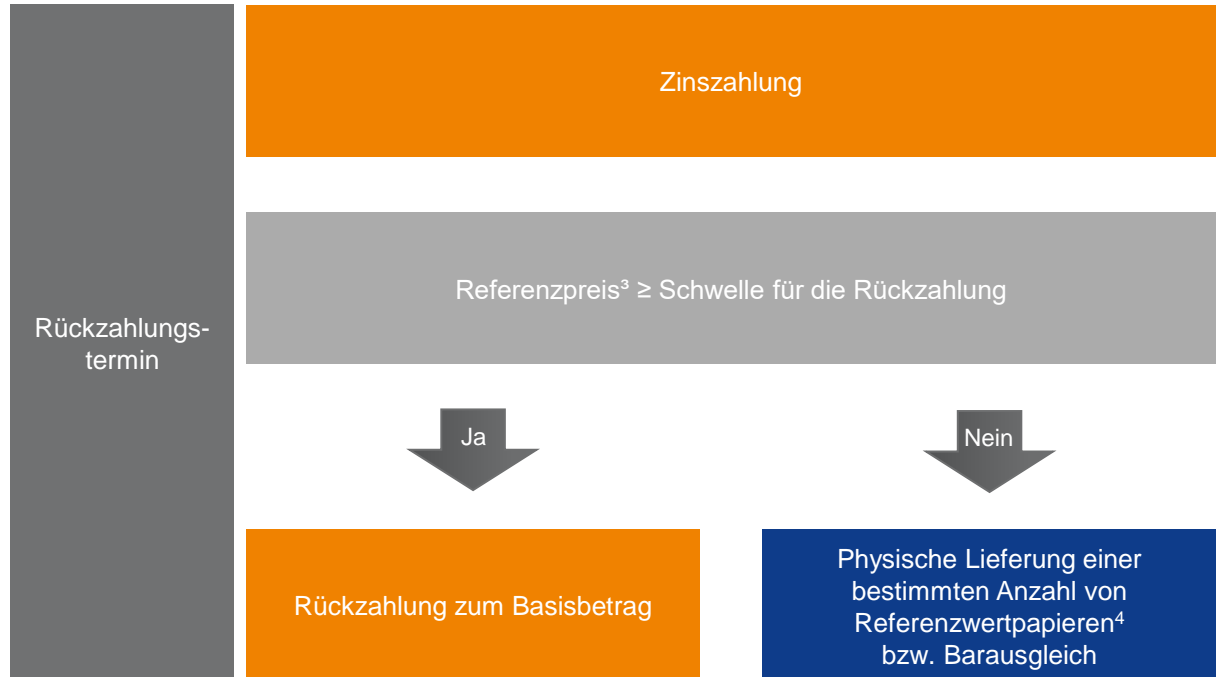 Zinszahlung
Referenzpreis³ ≥ Schwelle für die Rückzahlung
Rückzahlungs-
termin
Ja
Nein
Rückzahlung zum Basisbetrag
Physische Lieferung einer
bestimmten Anzahl von
Referenzwertpapieren⁴
bzw. Barausgleich